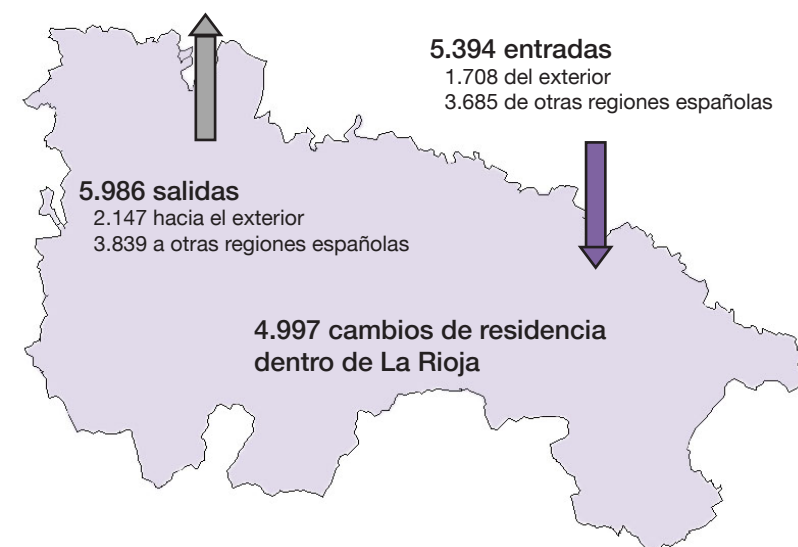 5.394 entradas
1.708 del exterior
3.685 de otras regiones españolas
5.986 salidas
2.147 hacia el exterior
3.839 a otras regiones españolas
4.997 cambios de residencia
dentro de La Rioja